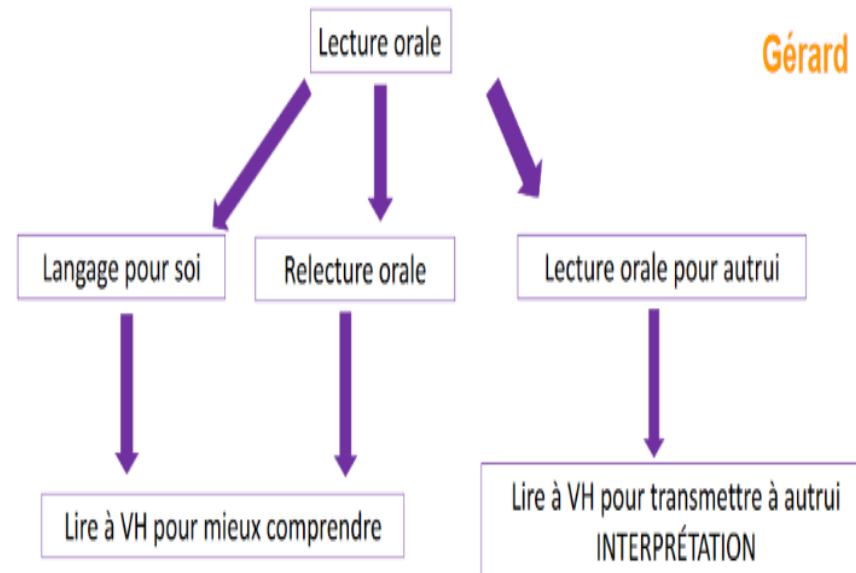 Lecture orale
Gérard
Langage pour soi
Relecture orale
Lecture orale pour autrui
Lire à VH pour mieux comprendre
Lire à VH pour transmettre à autrui
INTERPRÉTATION